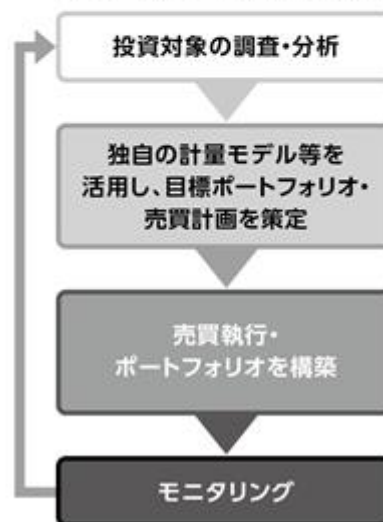 投資対象の調査・分析
独自の計量モデル等を
活用し、目標ポートフォリオ・
売買計画を策定
売買執行・
ポートフォリオを構築
モニタリング